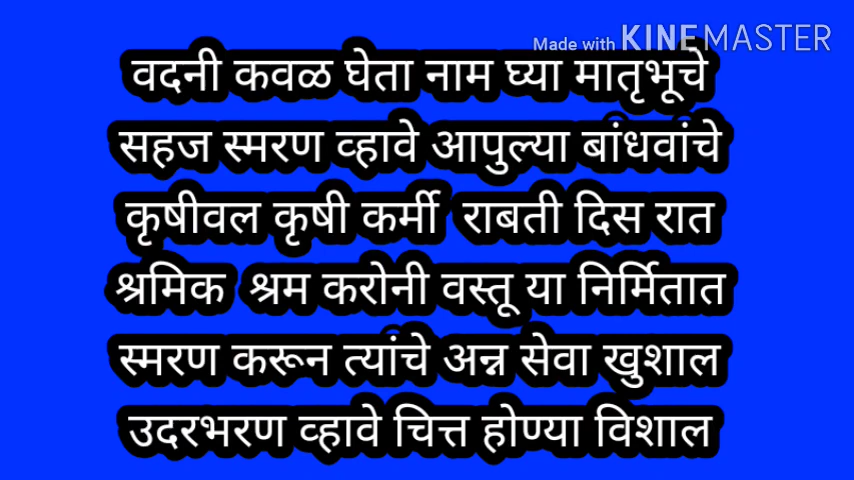 Made with KINEMASTER
वदनी कवळ घेता नाम घ्या मातृभूचे
सहज स्मरण व्हावे आपुल्या बांधवांचे
कृषीवल कृषी कर्मी राबती दिस रात
श्रमिक श्रम करोनी वस्तू या निर्मितात
स्मरण करून त्यांचे अन्न सेवा खुशाल
उदरभरण व्हावे चित्त होण्या विशाल